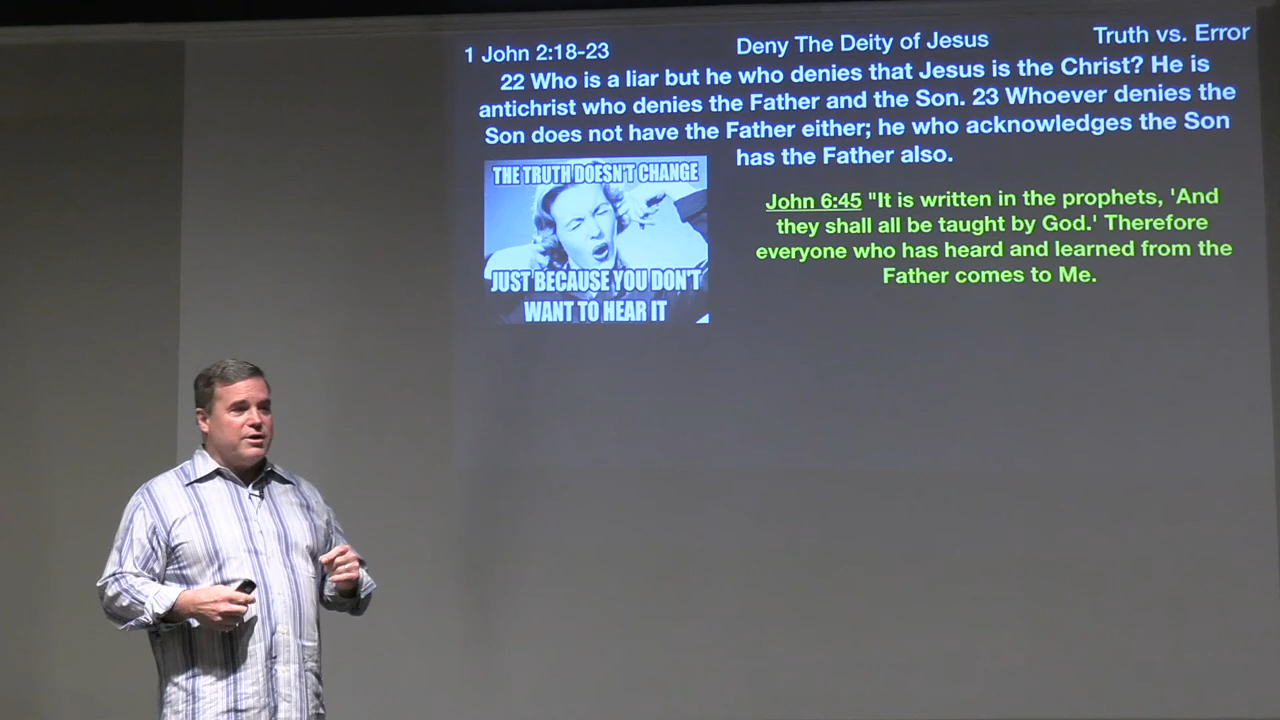 1 John 2:18-23 Deny The Deity of Jesus Truth vs. Error
22 Who is a liar but he who denies that Jesus is the Christ? He is
antichrist who denies the Father and the Son. 23 Whoever denies the
Son does not have the Father either; he who acknowledges the Son
has the Father also.
THE TRUTH DOESN'T CHANGE
JUST BECAUSE YOU DON'T
WANT TO HEAR IT
John 6:45 "It is written in the prophets, 'And
they shall all be taught by God.' Therefore
everyone who has heard and learned from the
Father comes to Me.